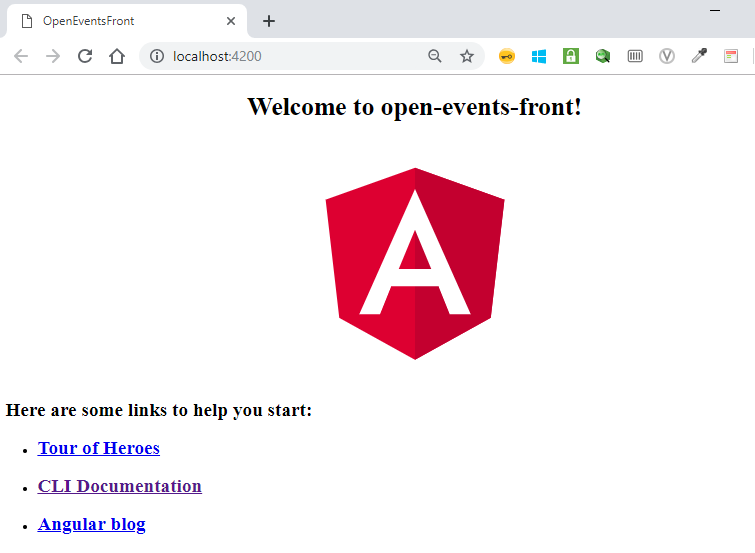 OpenEventsFront
localhost:4200
Welcome to open-events-front!
A
Here are some links to help you start:
Tour of Heroes
CLI Documentation
Angular blog